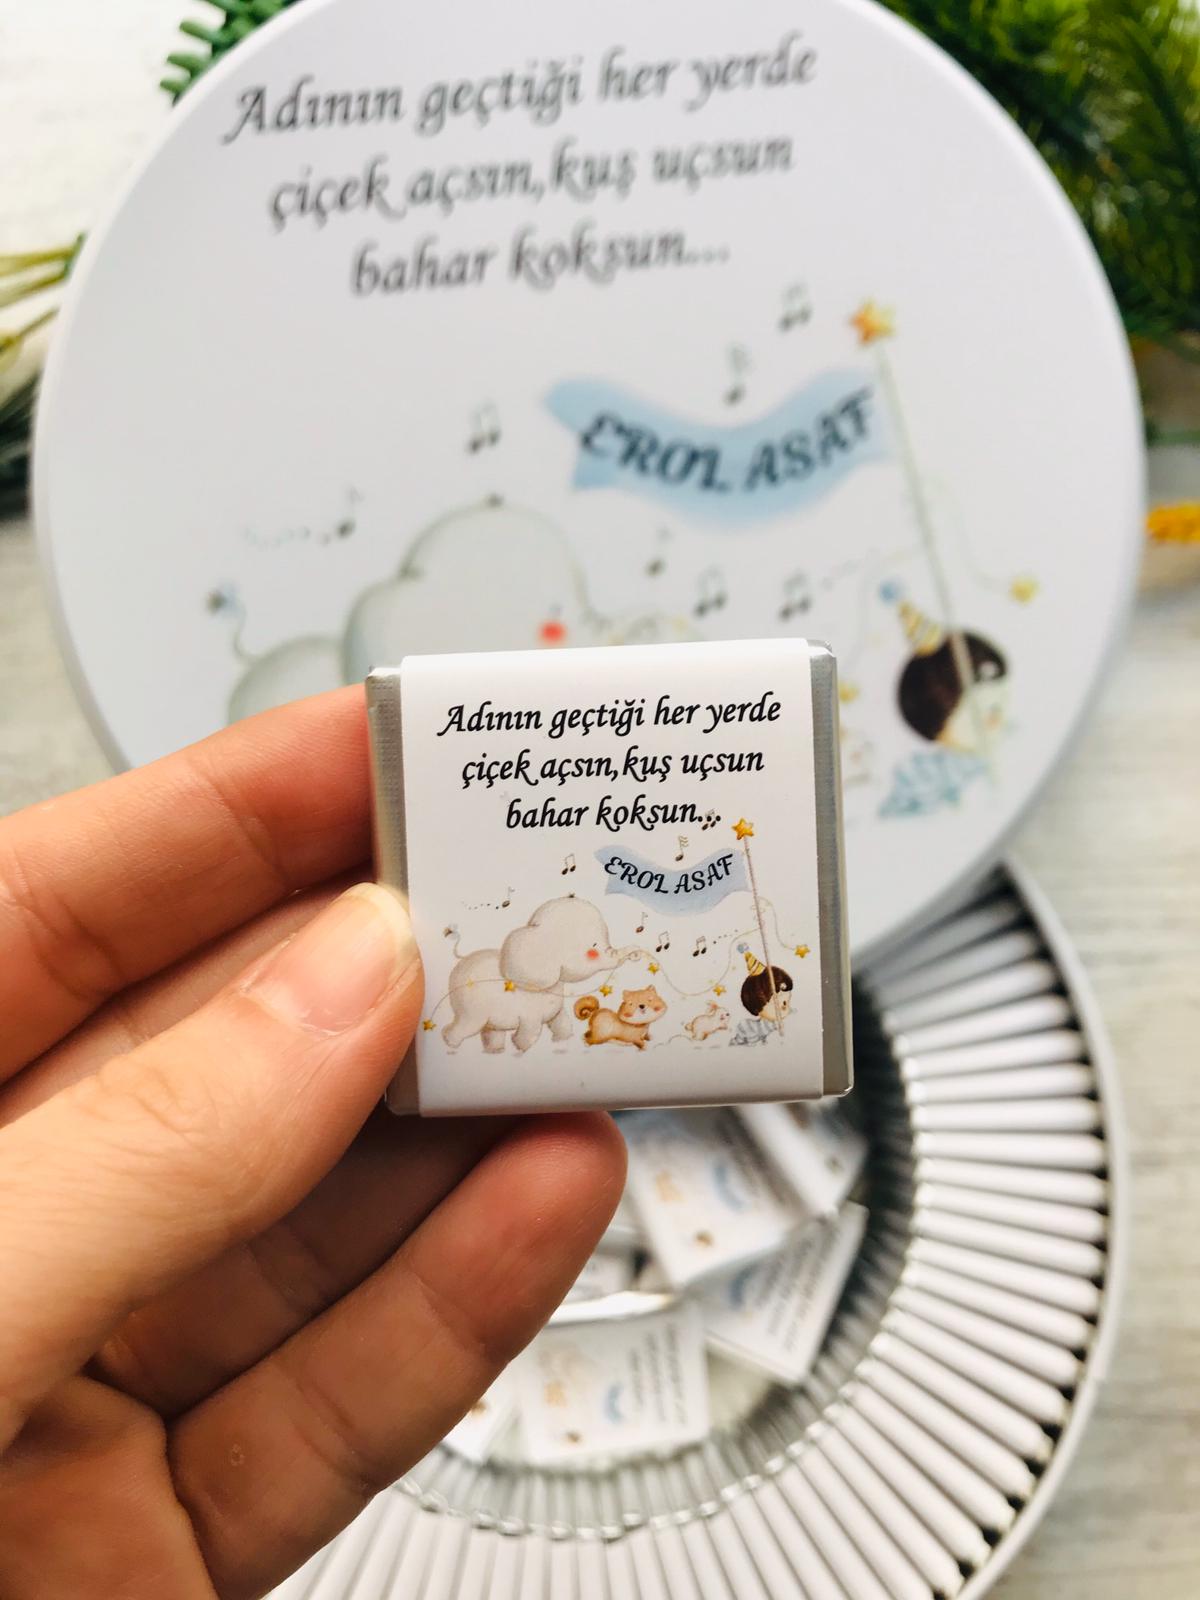 Adının geçtiği her yerde
çiçek açsın,kuş uçsun
bahar koksun...
EROL ASAF
Adının geçtiği her yerde
çiçek açsın,kuş uçsun
bahar koksun...
EROL ASAF